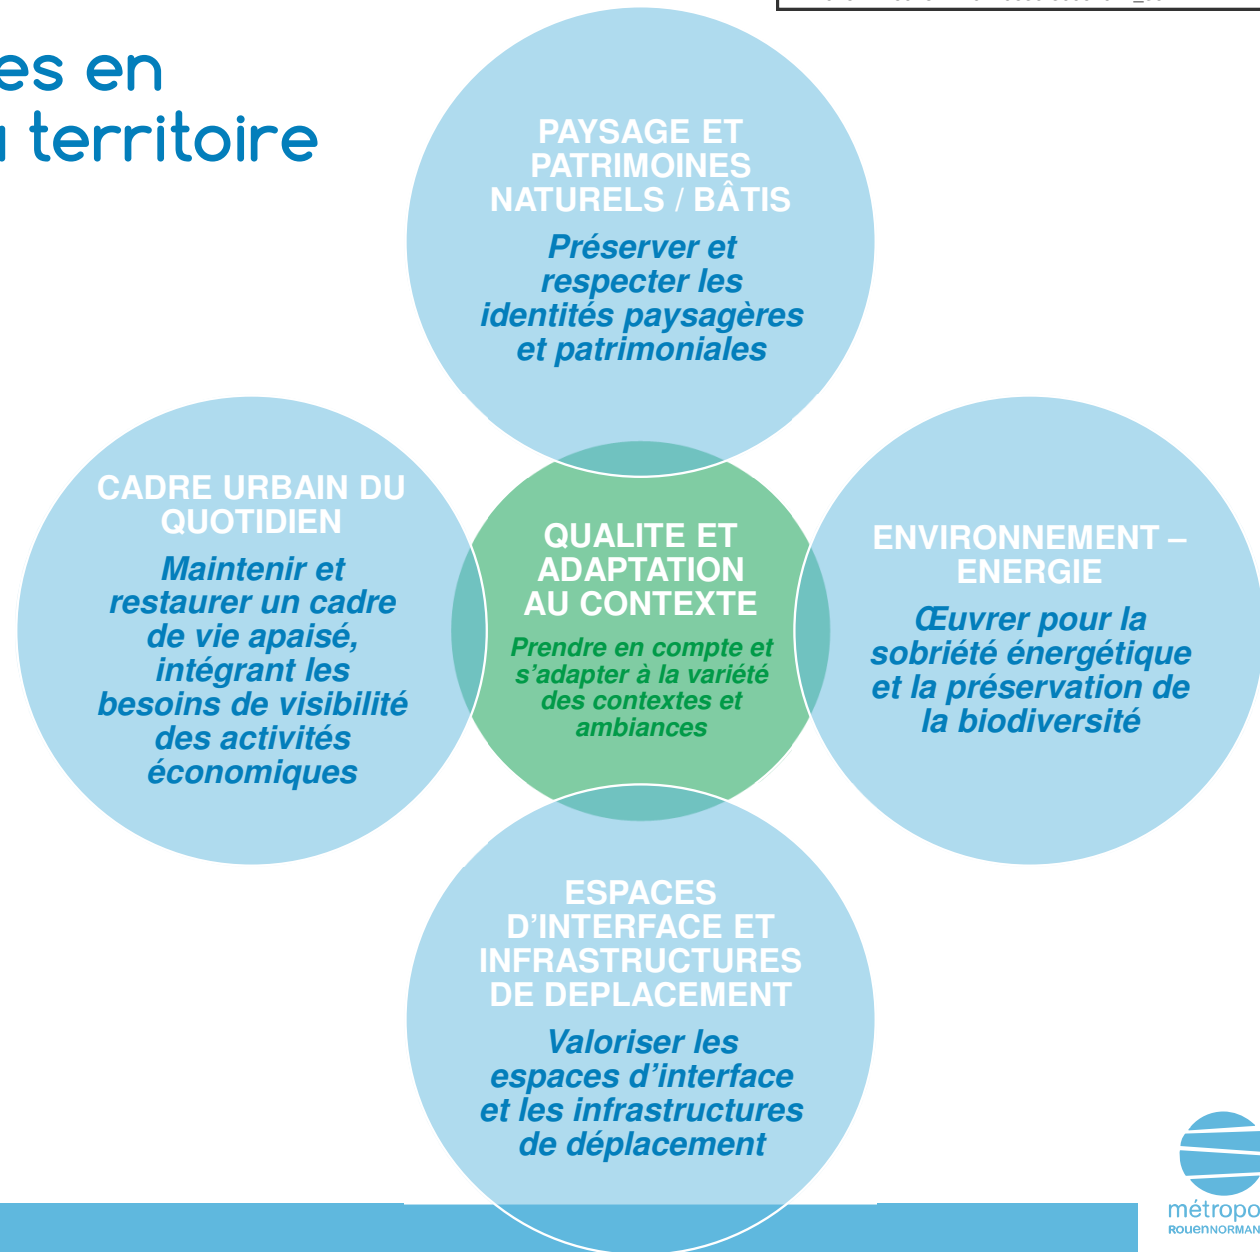 es en
territoire
PAYSAGE ET
PATRIMOINES
NATURELS / BÂTIS
Préserver et
respecter les
identités paysagères
et patrimoniales
CADRE URBAIN DU
QUOTIDIEN
Maintenir et
restaurer un cadre
de vie apaisé,
intégrant les
besoins de visibilité
des activités
économiques
QUALITE ET
ADAPTATION
AU CONTEXTE
Prendre en compte et
s’adapter à la variété
des contextes et
ambiances
ENVIRONNEMENT –
ENERGIE
Œuvrer pour la
sobriété énergétique
et la préservation de
la biodiversité
ESPACES
D’INTERFACE ET
INFRASTRUCTURES
DE DEPLACEMENT
Valoriser les
espaces d’interface
et les infrastructures
de déplacement
métropo
ROUENNORMAN